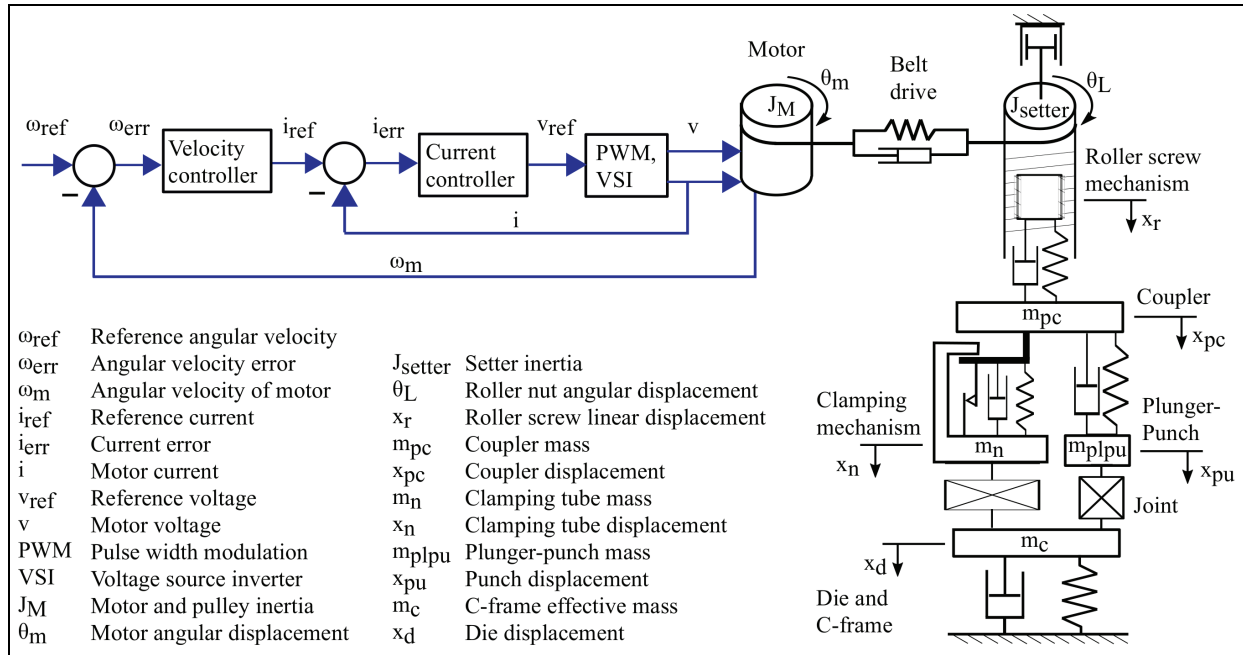 Motor
θm
Belt
drive
θL
JM
Jsetter
ωref
ωerr
iref
ierr
vref
v
Velocity
controller
Current
controller
PWM,
VSI
Roller screw
mechanism
xr
i
ωm
Coupler
mpc
xpc
Clamping
mechanism
Plunger-
Punch
mn
mplpu
xn
xpu
Joint
mc
xd
Die and
C-frame
ωref Reference angular velocity
ωerr Angular velocity error
ωm Angular velocity of motor
iref Reference current
ierr Current error
i Motor current
vref Reference voltage
v Motor voltage
PWM Pulse width modulation
VSI Voltage source inverter
JM Motor and pulley inertia
θm Motor angular displacement
Jsetter Setter inertia
θL Roller nut angular displacement
xr Roller screw linear displacement
mpc Coupler mass
xpc Coupler displacement
mn Clamping tube mass
xn Clamping tube displacement
mplpu Plunger-punch mass
xpu Punch displacement
mc C-frame effective mass
xd Die displacement